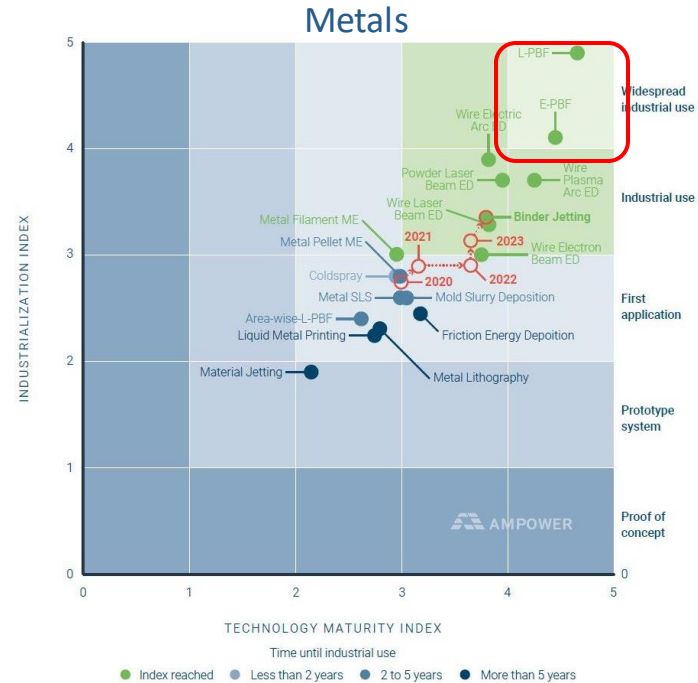 Metals
5
L-PBF
Widespread
industrial use
E-PBF
Wire Electric
Arc ED
4
Powder Laser
Beam ED
Wire
Plasma
Arc ED
Industrial use
Wire Laser
Beam ED
Binder Jetting
Metal Filament ME
2021
2023
Metal Pellet ME
Wire Electron
Beam ED
3
Coldspray
2020
2022
Metal SLS
Mold Slurry Deposition
First
application
Area-wise-L-PBF
Liquid Metal Printing
Friction Energy Depoition
2
Material Jetting
Metal Lithography
Prototype
system
1
AMPOWER
Proof of
concept
0
0
INDUSTRIALIZATION INDEX
0
1
2
3
4
5
TECHNOLOGY MATURITY INDEX
Time until industrial use
Index reached
Less than 2 years
2 to 5 years
More than 5 years